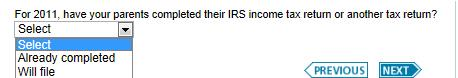 For 2011, have your parents completed their IRS income tax return or another tax return?
Select
Select
Already completed
Will file
PREVIOUS NEXT